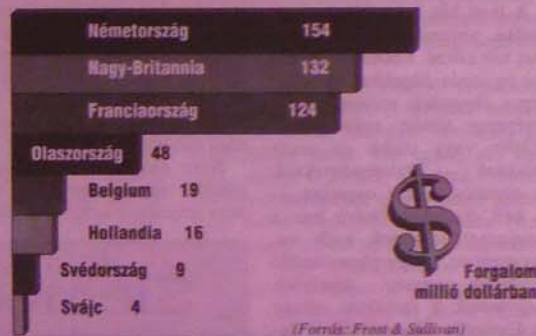 Németország 154
Nagy-Britannia 132
Franciaország 124
Olaszország 48
Belgium 19
Hollandia 16
Svédország 9
Svájc 4
$
Forgalom
millió dollárban
(Forrás: Frost & Sullivan)